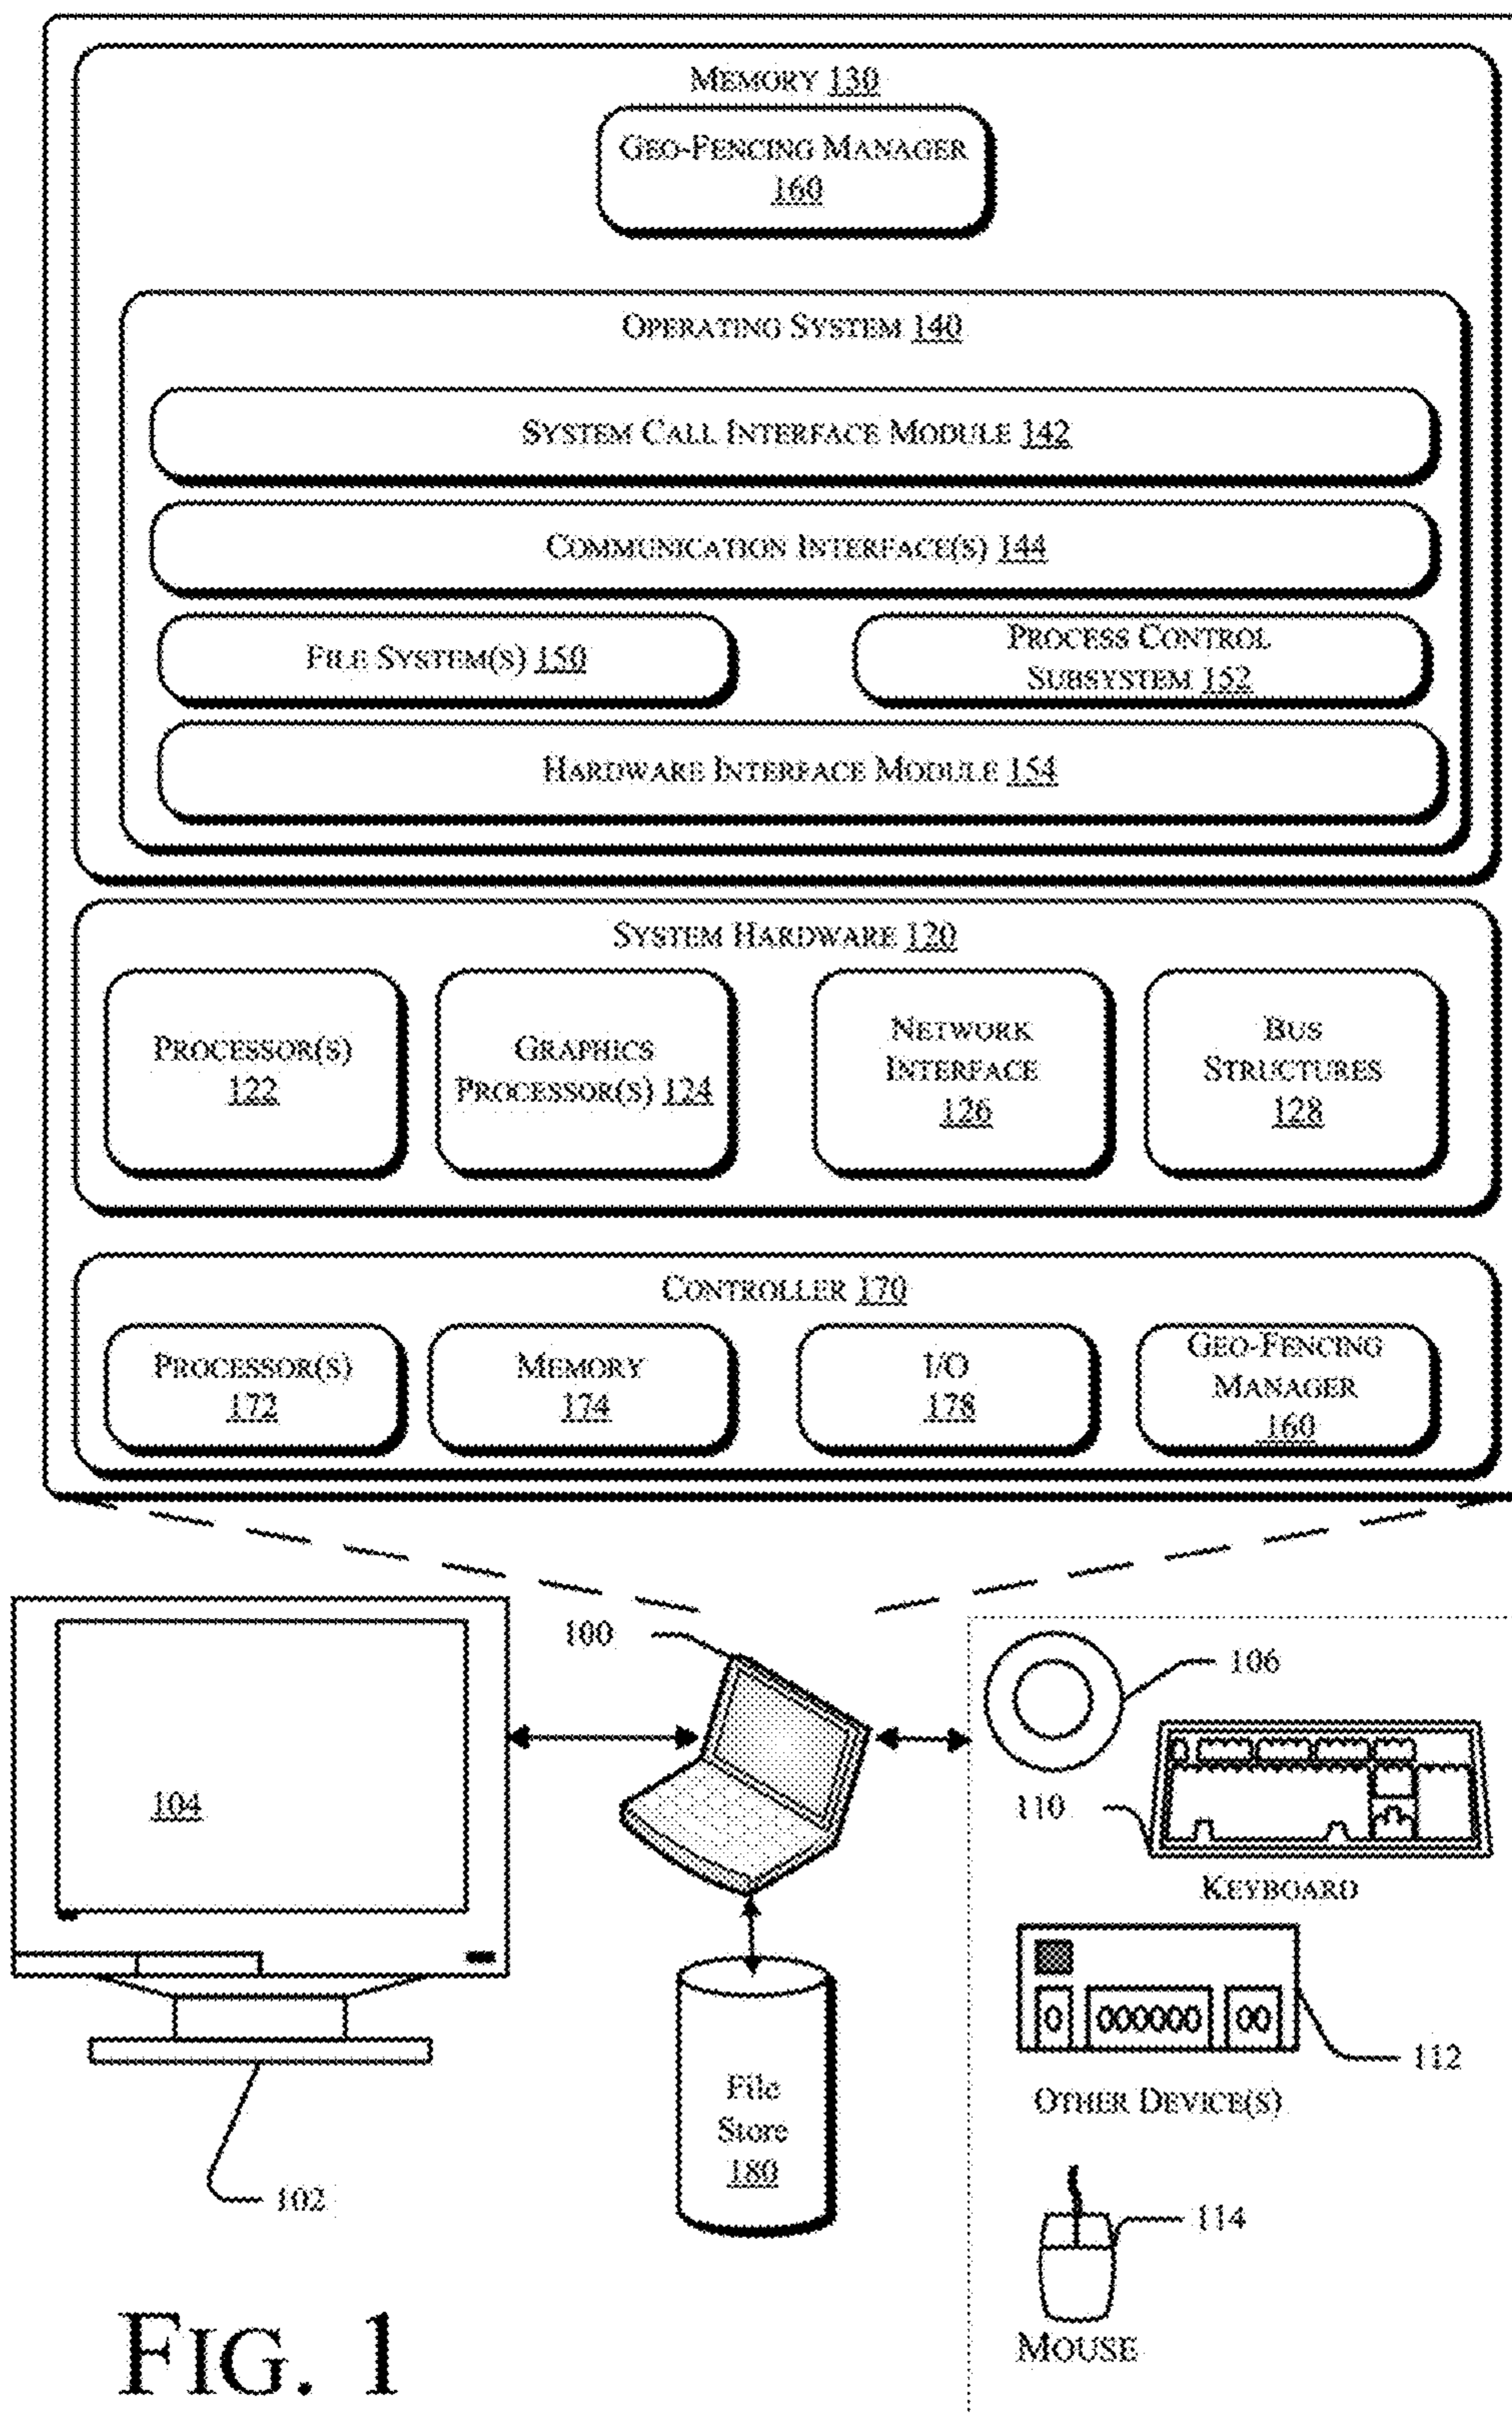 MEMORY 130
GEO-FENCING MANAGER
160
OPERATING SYSTEM 140
SYSTEM CALL INTERFACE MODULE 142
COMMUNICATION INTERFACE(S) 144
FILE SYSTEM(S) 150
PROCESS CONTROL
SUBSYSTEM 152
HARDWARE INTERFACE MODULE 154
SYSTEM HARDWARE 120
PROCESSOR(S)
122
GRAPHICS
PROCESSOR(S) 124
NETWORK
INTERFACE
126
BUS
STRUCTURES
128
CONTROLLER 170
PROCESSOR(S)
172
MEMORY
174
I/O
178
GEO-FENCING
MANAGER
160
100
106
104
110
KEYBOARD
0
000000
00
112
OTHER DEVICE(S)
File
Store
180
102
114
MOUSE
FIG. 1